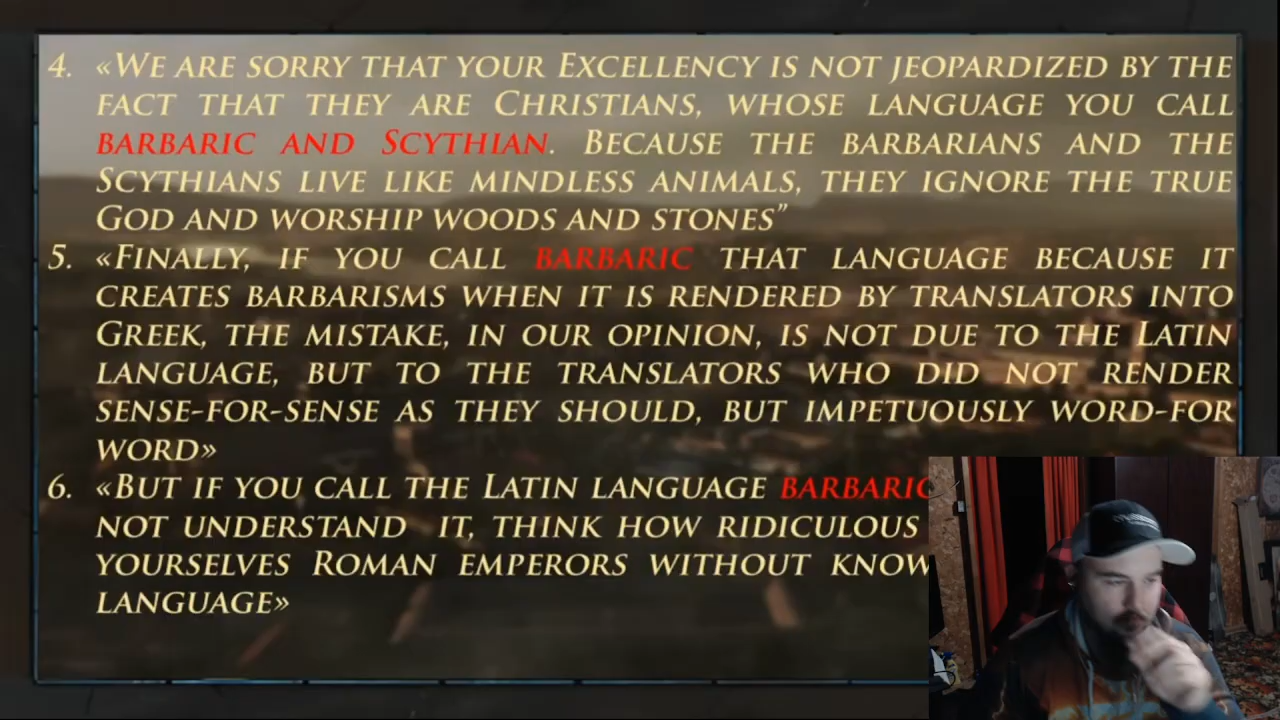 4. «We are sorry that your Excellency is not jeopardized by the
fact that they are Christians, whose language you call
barbaric and Scythian. Because the barbarians and the
Scythians live like mindless animals, they ignore the true
God and worship woods and stones”
5. «Finally, if you call barbaric that language because it
creates barbarisms when it is rendered by translators into
Greek, the mistake, in our opinion, is not due to the Latin
language, but to the translators who did not render
sense-for-sense as they should, but impetuously word-for
word»
6. «But if you call the Latin language barbaric
not understand it, think how ridiculous
yourselves Roman emperors without know
language»